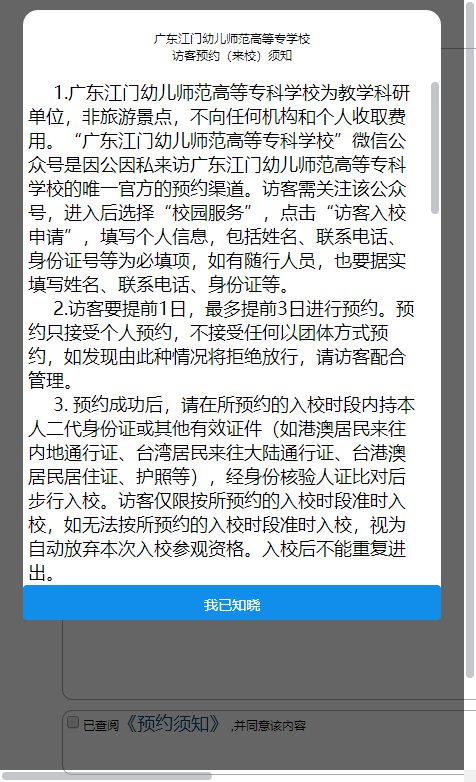 广东江门幼儿师范高等专学校
访客预约（来校）须知
1.广东江门幼儿师范高等专科学校为教学科研
单位，非旅游景点，不向任何机构和个人收取费
用。“广东江门幼儿师范高等专科学校”微信公
众号是因公因私来访广东江门幼儿师范高等专科
学校的唯一官方的预约渠道。访客需关注该公众
号，进入后选择“校园服务”，点击“访客入校
申请”，填写个人信息，包括姓名、联系电话、
身份证号等为必填项，如有随行人员，也要据实
填写姓名、联系电话、身份证等。
2.访客要提前1日，最多提前3日进行预约。预
约只接受个人预约，不接受任何以团体方式预
约，如发现由此种情况将拒绝放行，请访客配合
管理。
3. 预约成功后，请在所预约的入校时段内持本
人二代身份证或其他有效证件（如港澳居民来往
内地通行证、台湾居民来往大陆通行证、台港澳
居民居住证、护照等），经身份核验人证比对后
步行入校。访客仅限按所预约的入校时段准时入
校，如无法按所预约的入校时段准时入校，视为
自动放弃本次入校参观资格。入校后不能重复进
出。
我已知晓
已查阅《预约须知》 ,并同意该内容